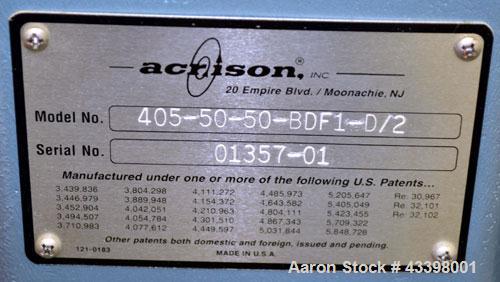 acrison, INC ®
20 Empire Blvd. / Moonachie, NJ
Model No. 405-50-50-BDF1-D/2
Serial No. 01357-01
Manufactured under one or more of the following U.S. Patents...
3,439,836 3,804,298 4,111,272 4,485,973 5,205,647 Re: 30,967
3,446,979 3,889,948 4,154,372 4,643,582 5,405,049 Re: 32,101
3,452,904 4,042,051 4,210,963 4,804,111 5,423,455 Re: 32,102
3,494,507 4,054,784 4,301,510 4,867,343 5,709,322
3,710,983 4,077,612 4,449,597 5,031,844 5,848,728
Other patents both domestic and foreign, issued and pending.
121-0183 MADE IN U.S.A.
Aaron Stock # 43398001